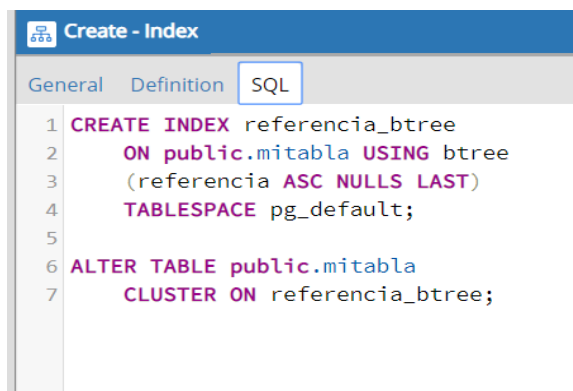 Create - Index
General Definition SQL
1 CREATE INDEX referencia_btree
2 ON public.mitabla USING btree
3 (referencia ASC NULLS LAST)
4 TABLESPACE pg_default;
5
6 ALTER TABLE public.mitabla
7 CLUSTER ON referencia_btree;